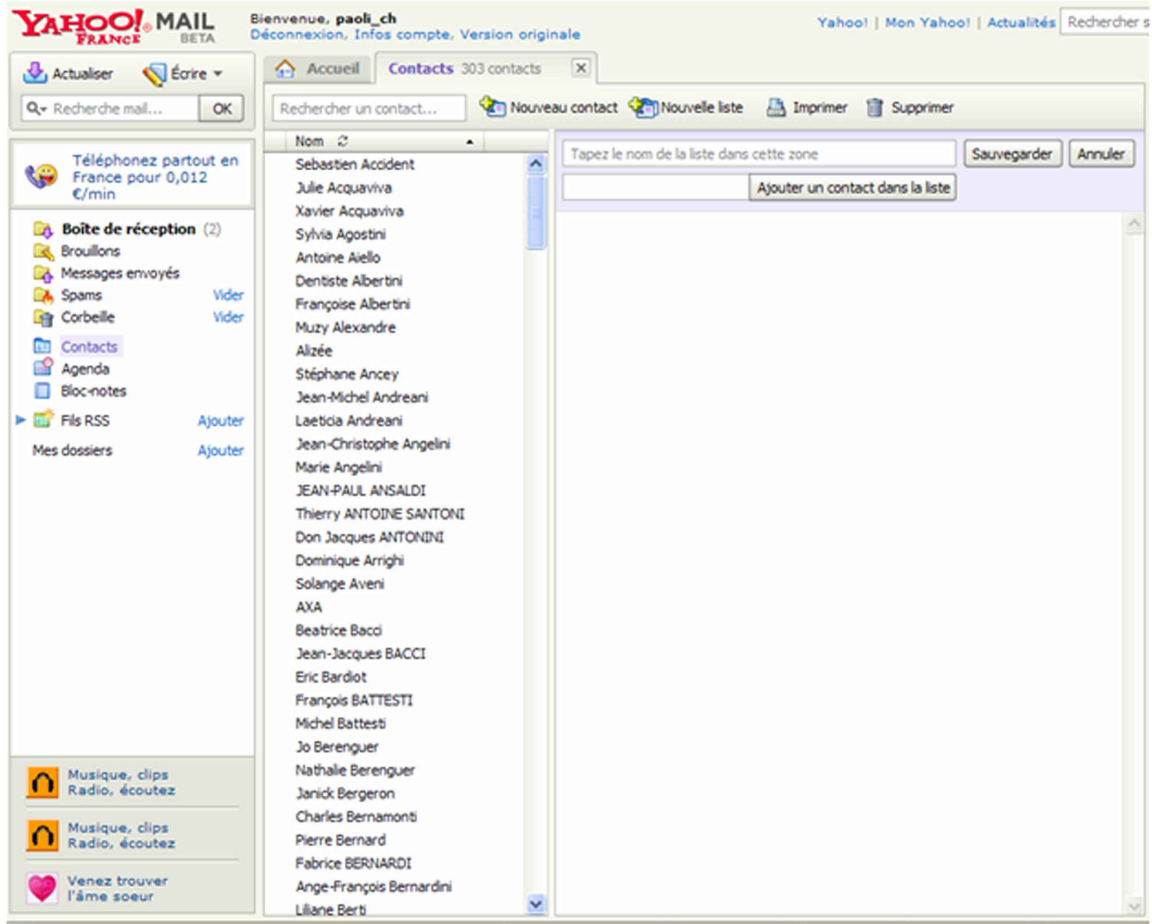 YAHOO! MAIL
FRANCE BETA
Bienvenue, paoli_ch
Déconnexion, Infos compte, Version originale
Yahoo! | Mon Yahoo! | Actualités Rechercher s
Actualiser Écrire
Recherche mail... OK
Téléphonez partout en
France pour 0,012
€/min
Boîte de réception (2)
Brouillons
Messages envoyés
Spams Vider
Corbeille Vider
Contacts
Agenda
Bloc-notes
Fils RSS Ajouter
Mes dossiers Ajouter
Musique, clips
Radio, écoutez
Musique, clips
Radio, écoutez
Venez trouver
l'âme soeur
Accueil Contacts 303 contacts
Rechercher un contact... Nouveau contact Nouvelle liste Imprimer Supprimer
Nom
Sebastien Accident
Julie Acquaviva
Xavier Acquaviva
Sylvia Agostini
Antoine Aiello
Dentiste Albertini
Françoise Albertini
Muzy Alexandre
Alizée
Stéphane Ancey
Jean-Michel Andreani
Laeticia Andreani
Jean-Christophe Angelini
Marie Angelini
JEAN-PAUL ANSALDI
Thierry ANTOINE SANTONI
Don Jacques ANTONINI
Dominique Arrighi
Solange Aveni
AXA
Beatrice Bacci
Jean-Jacques BACCI
Eric Bardiot
François BATTESTI
Michel Battesti
Jo Berenguer
Nathalie Berenguer
Janick Bergeron
Charles Bernamonti
Pierre Bernard
Fabrice BERNARDI
Ange-François Bernardini
Liliane Berti
Tapez le nom de la liste dans cette zone Sauvegarder Annuler
Ajouter un contact dans la liste